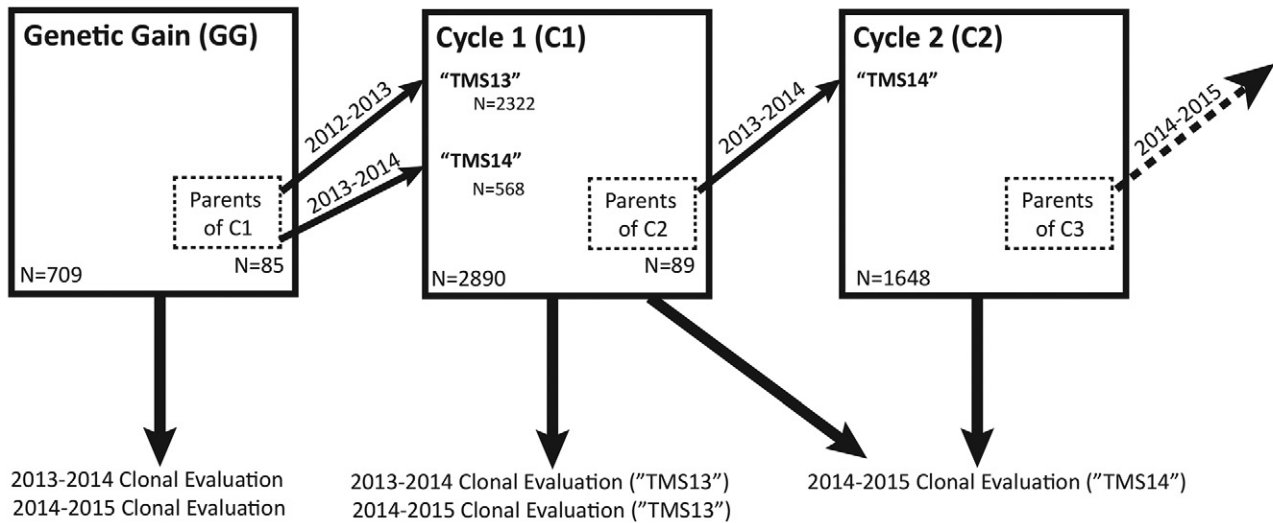 Genetic Gain (GG)
Parents
of C1
N=709
N=85
2012-2013
2013-2014
Cycle 1 (C1)
“TMS13”
N=2322
“TMS14”
N=568
Parents
of C2
N=2890
N=89
2013-2014
Cycle 2 (C2)
“TMS14”
Parents
of C3
N=1648
2014-2015
2013-2014 Clonal Evaluation
2014-2015 Clonal Evaluation
2013-2014 Clonal Evaluation (”TMS13”)
2014-2015 Clonal Evaluation (”TMS13”)
2014-2015 Clonal Evaluation (”TMS14”)